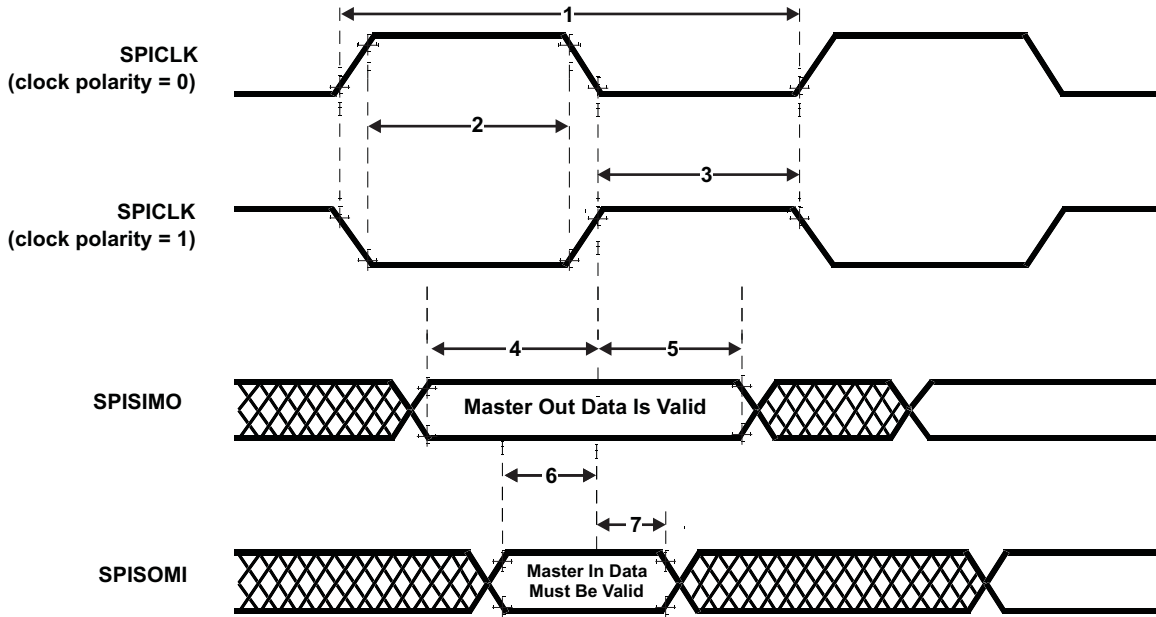 1
SPICLK
(clock polarity = 0)
2
3
SPICLK
(clock polarity = 1)
4
5
SPISIMO
Master Out Data Is Valid
6
7
SPISOMI
Master In Data
Must Be Valid